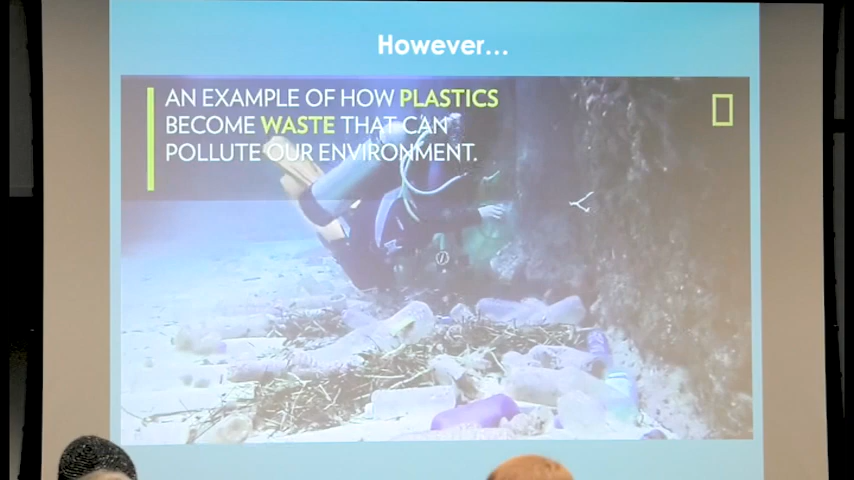 However...
AN EXAMPLE OF HOW PLASTICS
BECOME WASTE THAT CAN
POLLUTE OUR ENVIRONMENT.